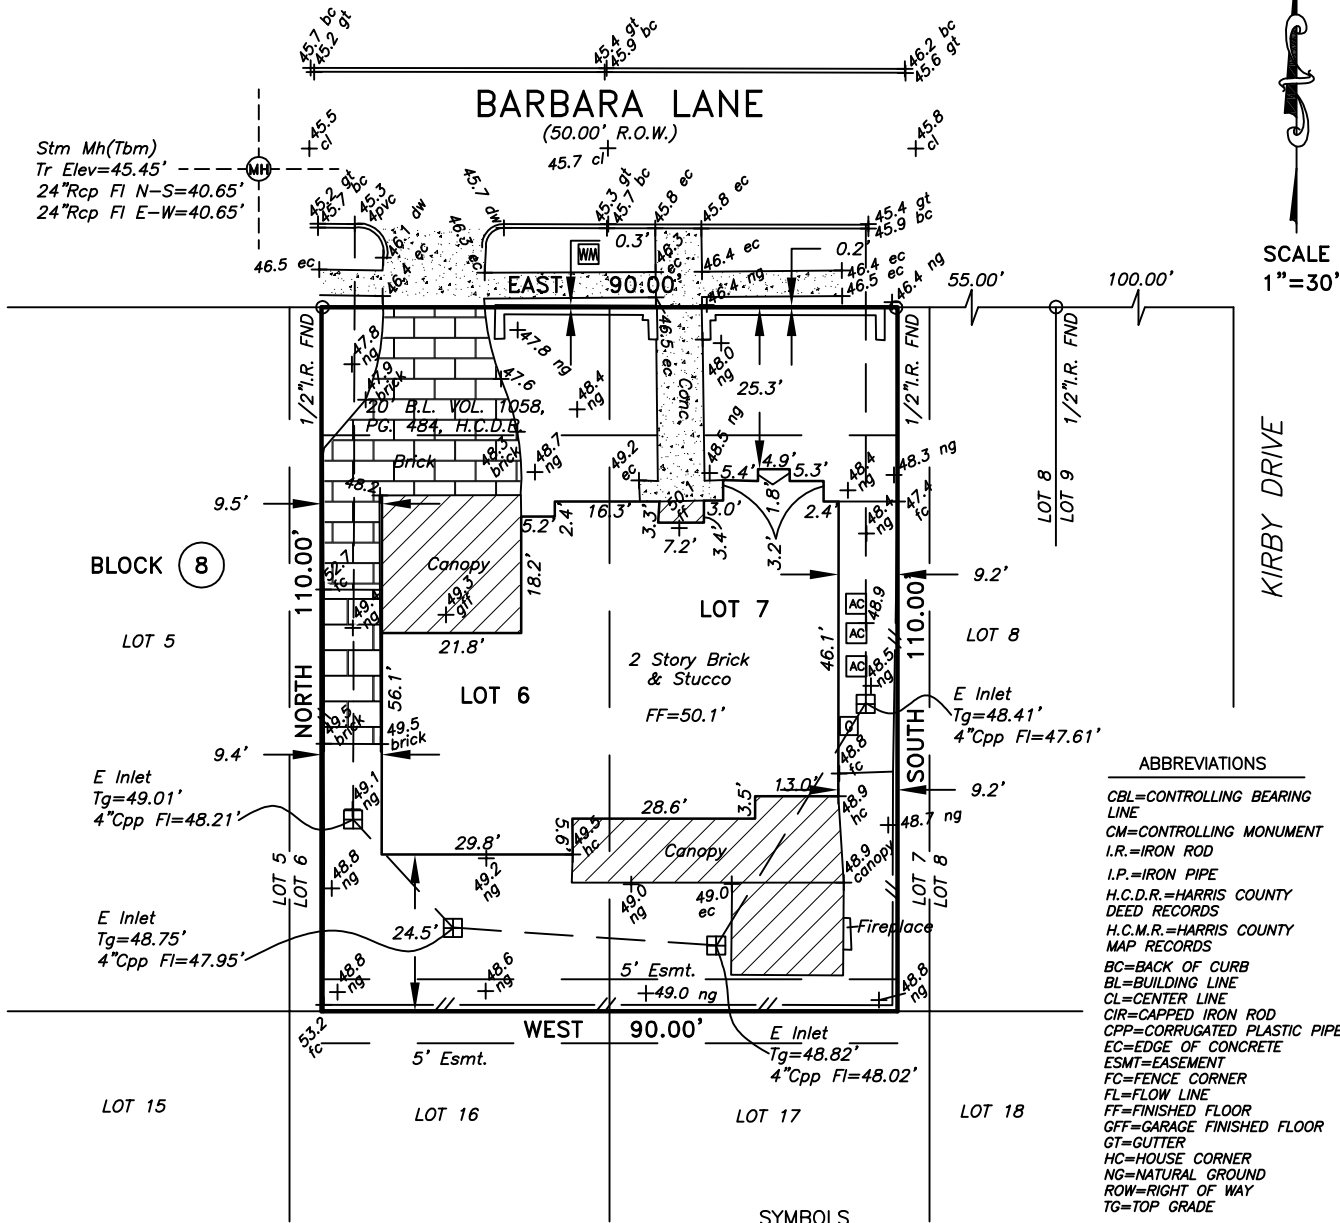 45.7 bc
45.2 gt
45.4 gt
45.9 bc
46.2 bc
45.6 gt
BARBARA LANE
(50.00' R.O.W.)
45.5
cl
45.7 cl
45.8
cl
Stm Mh(Tbm)
Tr Elev=45.45'
24"Rcp Fl N-S=40.65'
24"Rcp Fl E-W=40.65'
MH
SCALE
1"=30'
45.2 gt
45.7 bc
45.3
4pvc
46.1 dw
46.4 ec
46.3 ec
45.7 dw
45.3 gt
45.7 bc
45.8 ec
45.8 ec
45.4 gt
45.9 bc
46.5 ec
0.3'
WM
46.3
ec
46.4 ec
0.2'
46.4 ec
46.5 ec
46.4 ng
46.4 ng
EAST 90.00'
55.00'
100.00'
1/2"I.R. FND
1/2"I.R. FND
1/2"I.R. FND
47.8
ng
47.9
brick
47.8 ng
47.6
48.4
ng
46.5 ec
48.0
ng
25.3'
Conc.
20' B.L. VOL. 1058,
PG. 484, H.C.D.R.
Brick
48.3
brick
48.7
ng
49.2
ec
48.5 ng
48.4
ng
48.3 ng
47.4
fc
48.4
ng
48.2
9.5'
5.4'
4.9'
5.3'
1.8'
5.2'
2.4'
16.3'
3.3'
50.1
ff
3.0'
3.4'
7.2'
3.2'
2.4'
LOT 8
LOT 9
KIRBY DRIVE
BLOCK 8
NORTH 110.00'
52.7
fc
49.4
ng
Canopy
49.3
gff
18.2'
21.8'
LOT 7
9.2'
AC
AC
AC
48.9
LOT 5
LOT 8
2 Story Brick
& Stucco
FF=50.1'
46.1'
48.5
ng
SOUTH 110.00'
LOT 6
56.1'
49.5
brick
49.5
brick
9.4'
E Inlet
Tg=48.41'
4"Cpp Fl=47.61'
G
48.8
fc
E Inlet
Tg=49.01'
4"Cpp Fl=48.21'
49.1
ng
13.0'
28.6'
3.5'
48.9
hc
9.2'
48.7 ng
5.6'
49.5
hc
Canopy
29.8'
49.2
ng
48.8
ng
48.9
canopy
49.0
ng
49.0
ec
LOT 5
LOT 6
LOT 7
LOT 8
E Inlet
Tg=48.75'
4"Cpp Fl=47.95'
24.5'
Fireplace
48.8
ng
48.6
ng
5' Esmt.
49.0 ng
48.8
ng
53.2
fc
WEST 90.00'
5' Esmt.
E Inlet
Tg=48.82'
4"Cpp Fl=48.02'
LOT 15
LOT 16
LOT 17
LOT 18
ABBREVIATIONS
CBL=CONTROLLING BEARING
LINE
CM=CONTROLLING MONUMENT
I.R.=IRON ROD
I.P.=IRON PIPE
H.C.D.R.=HARRIS COUNTY
DEED RECORDS
H.C.M.R.=HARRIS COUNTY
MAP RECORDS
BC=BACK OF CURB
BL=BUILDING LINE
CL=CENTER LINE
CIR=CAPPED IRON ROD
CPP=CORRUGATED PLASTIC PIPE
EC=EDGE OF CONCRETE
ESMT=EASEMENT
FC=FENCE CORNER
FL=FLOW LINE
FF=FINISHED FLOOR
GFF=GARAGE FINISHED FLOOR
GT=GUTTER
HC=HOUSE CORNER
NG=NATURAL GROUND
ROW=RIGHT OF WAY
TG=TOP GRADE
SYMBOLS